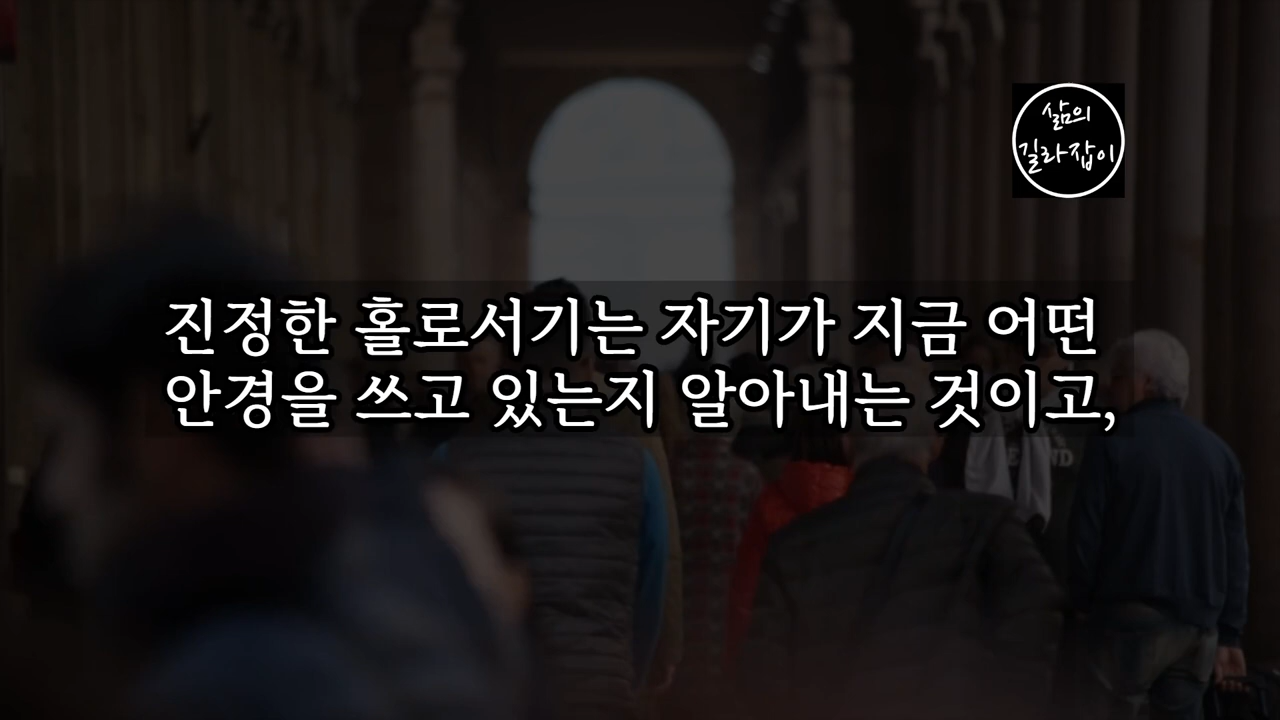 삶의
길라잡이
진정한 홀로서기는 자기가 지금 어떤
안경을 쓰고 있는지 알아내는 것이고,